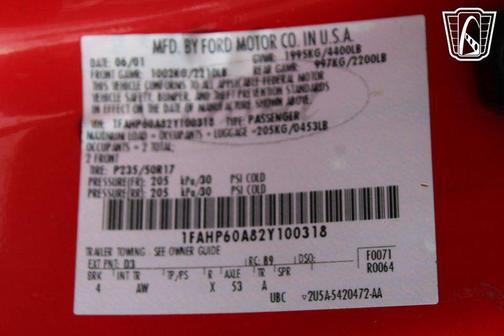 MFD. BY FORD MOTOR CO. IN U.S.A.
DATE: 06/01 GVWR: 1995KG/4400LB
FRONT GAWR: 1003KG/2210LB REAR GAWR: 997KG/2200LB
THIS VEHICLE CONFORMS TO ALL APPLICABLE FEDERAL MOTOR
VEHICLE SAFETY, BUMPER, AND THEFT PREVENTION STANDARDS
IN EFFECT ON THE DATE OF MANUFACTURE SHOWN ABOVE.
VEH IDENT NO: 1FAHP60A82Y100318 TYPE: PASSENGER
MAXIMUM LOAD = OCCUPANTS + LUGGAGE =205KG/0453LB
OCCUPANTS = 2 TOTAL:
2 FRONT
TIRE: P235/50R17
PRESSURE(FR): 205 kPa/30 PSI COLD
PRESSURE(RR): 205 kPa/30 PSI COLD
1FAHP60A82Y100318
TRAILER TOWING - SEE OWNER GUIDE F0071
EXT PNT: D3 RC: 89 DSO: R0064
BRK INT TR TP/PS R AXLE TR SPR
4 AW X 53 A
UBC 2U5A-5420472-AA